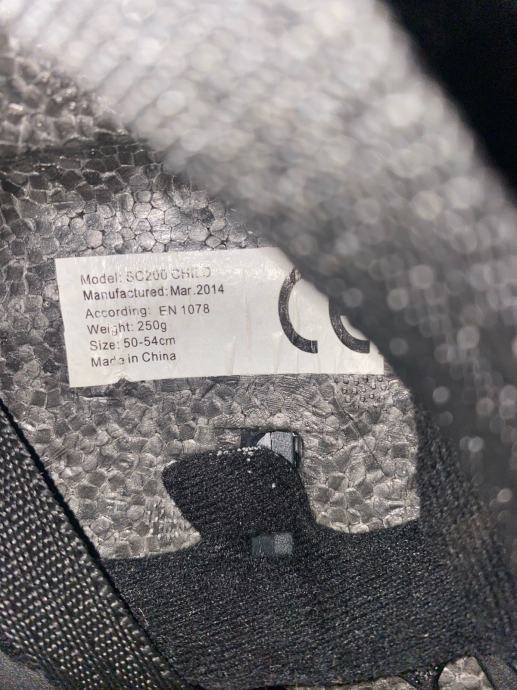 Model: SC200 CHILD
Manufactured: Mar.2014
According: EN 1078
Weight: 250g
Size: 50-54cm
Made in China
CE